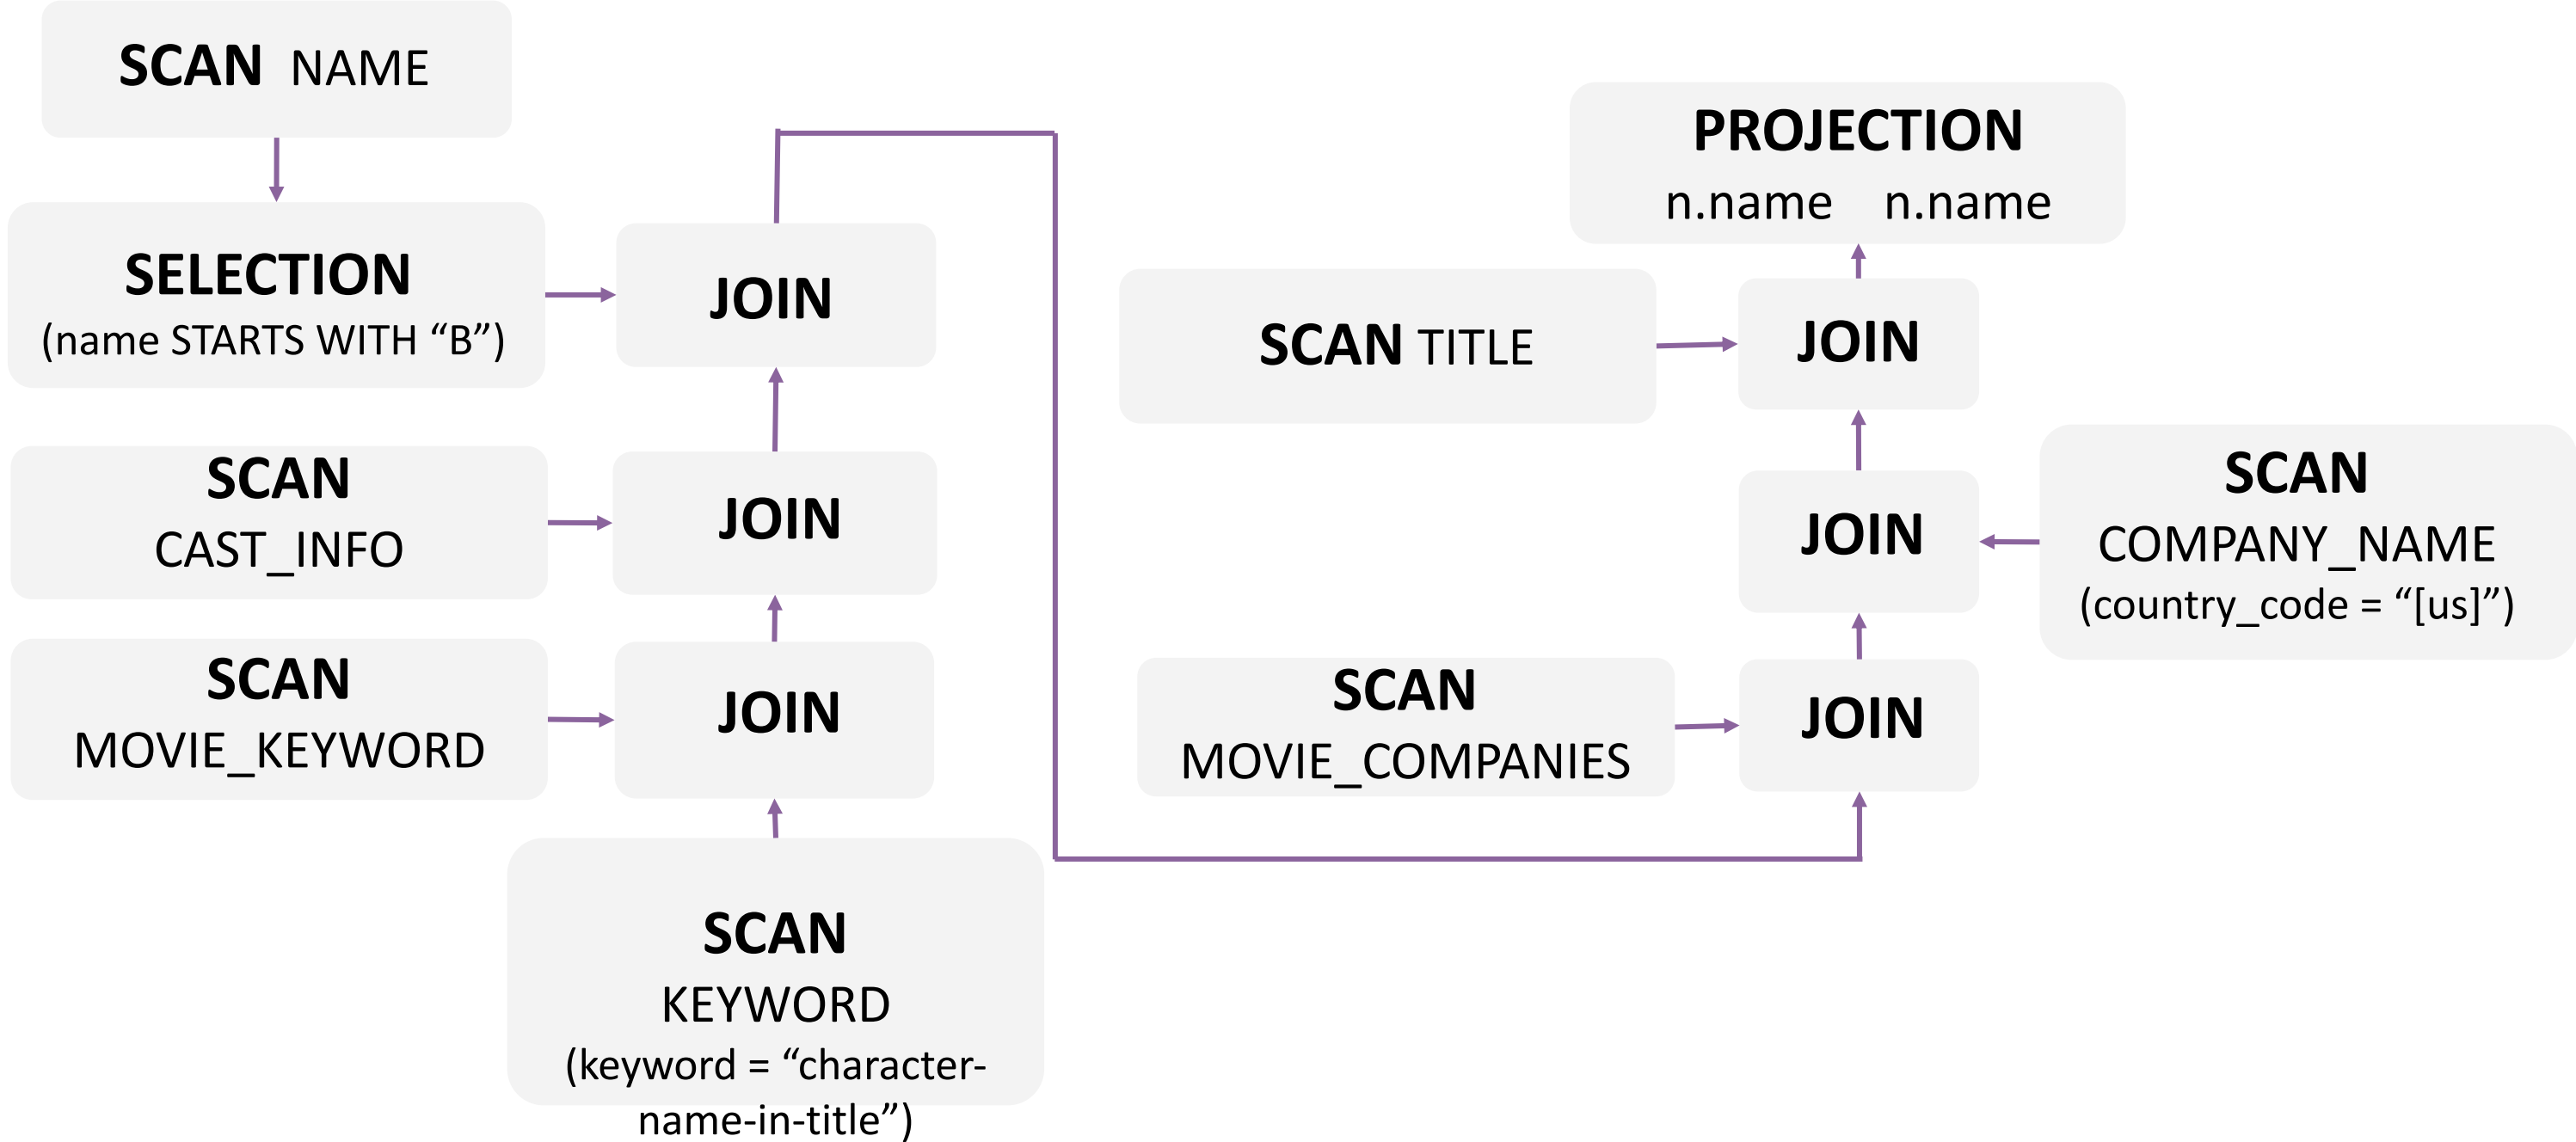 SCAN NAME
SELECTION
(name STARTS WITH “B”)
JOIN
SCAN
CAST_INFO
JOIN
SCAN
MOVIE_KEYWORD
JOIN
SCAN
KEYWORD
(keyword = “character-
name-in-title”)
PROJECTION
n.name n.name
SCAN TITLE
JOIN
JOIN
SCAN
COMPANY_NAME
(country_code = “[us]”)
SCAN
MOVIE_COMPANIES
JOIN